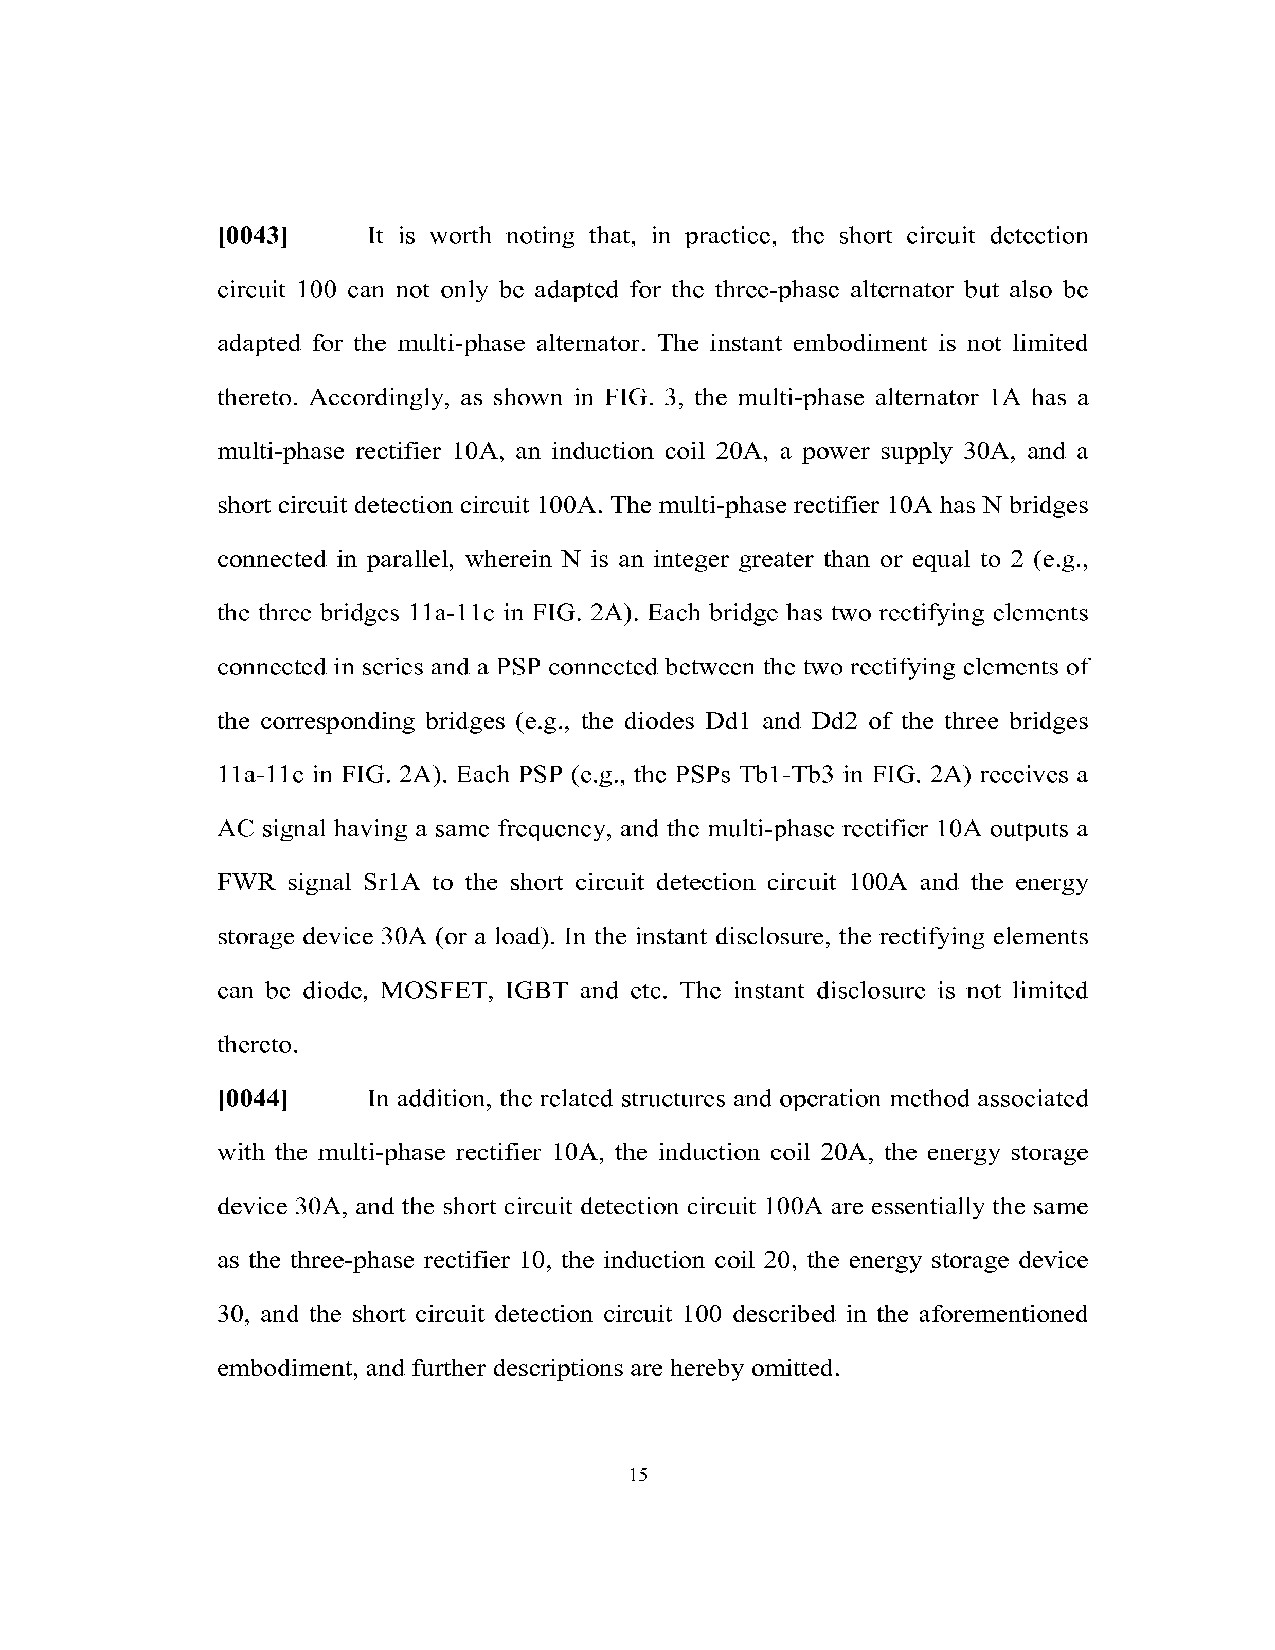 [0043] It is worth noting that, in practice, the short circuit detection
circuit 100 can not only be adapted for the three-phase alternator but also be
adapted for the multi-phase alternator. The instant embodiment is not limited
thereto. Accordingly, as shown in FIG. 3, the multi-phase alternator 1A has a
multi-phase rectifier 10A, an induction coil 20A, a power supply 30A, and a
short circuit detection circuit 100A. The multi-phase rectifier 10A has N bridges
connected in parallel, wherein N is an integer greater than or equal to 2 (e.g.,
the three bridges 11a-11c in FIG. 2A). Each bridge has two rectifying elements
connected in series and a PSP connected between the two rectifying elements of
the corresponding bridges (e.g., the diodes Dd1 and Dd2 of the three bridges
11a-11c in FIG. 2A). Each PSP (e.g., the PSPs Tb1-Tb3 in FIG. 2A) receives a
AC signal having a same frequency, and the multi-phase rectifier 10A outputs a
FWR signal Sr1A to the short circuit detection circuit 100A and the energy
storage device 30A (or a load). In the instant disclosure, the rectifying elements
can be diode, MOSFET, IGBT and etc. The instant disclosure is not limited
thereto.
[0044] In addition, the related structures and operation method associated
with the multi-phase rectifier 10A, the induction coil 20A, the energy storage
device 30A, and the short circuit detection circuit 100A are essentially the same
as the three-phase rectifier 10, the induction coil 20, the energy storage device
30, and the short circuit detection circuit 100 described in the aforementioned
embodiment, and further descriptions are hereby omitted.
15